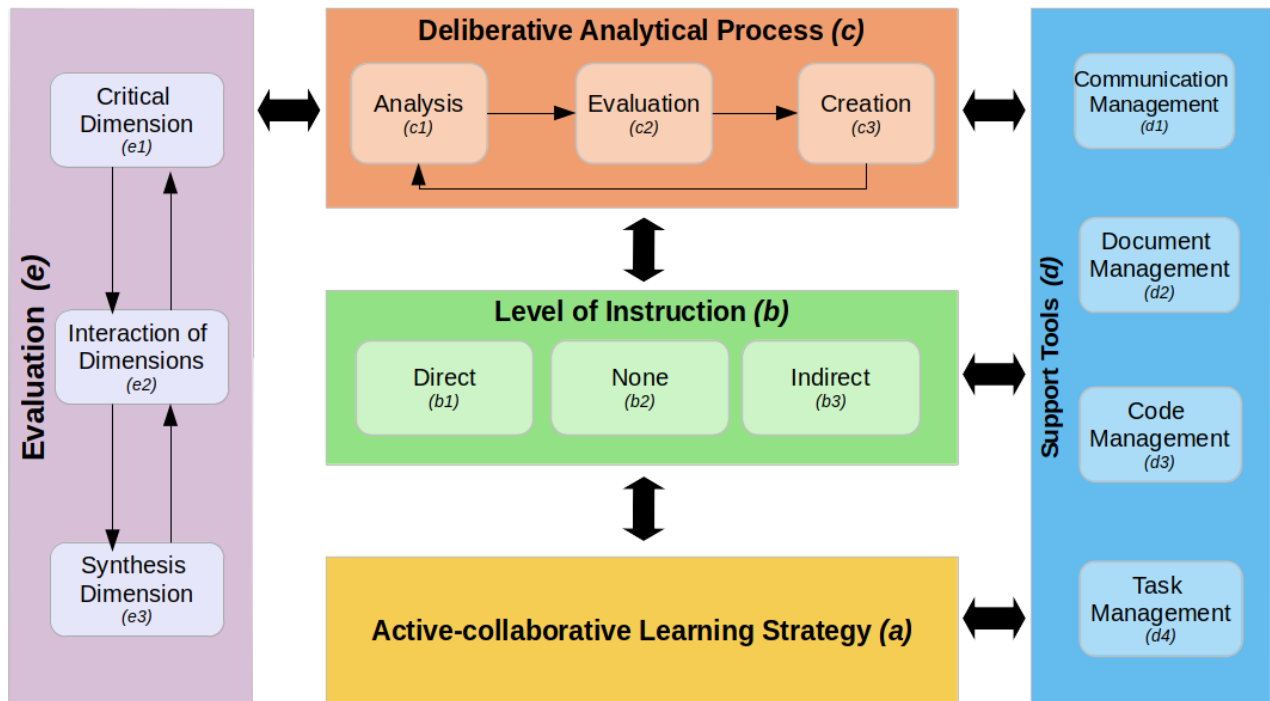 Evaluation (e)
Critical
Dimension
(e1)
Interaction of
Dimensions
(e2)
Synthesis
Dimension
(e3)
Deliberative Analytical Process (c)
Analysis
(c1)
Evaluation
(c2)
Creation
(c3)
Level of Instruction (b)
Direct
(b1)
None
(b2)
Indirect
(b3)
Active-collaborative Learning Strategy (a)
Support Tools (d)
Communication
Management
(d1)
Document
Management
(d2)
Code
Management
(d3)
Task
Management
(d4)